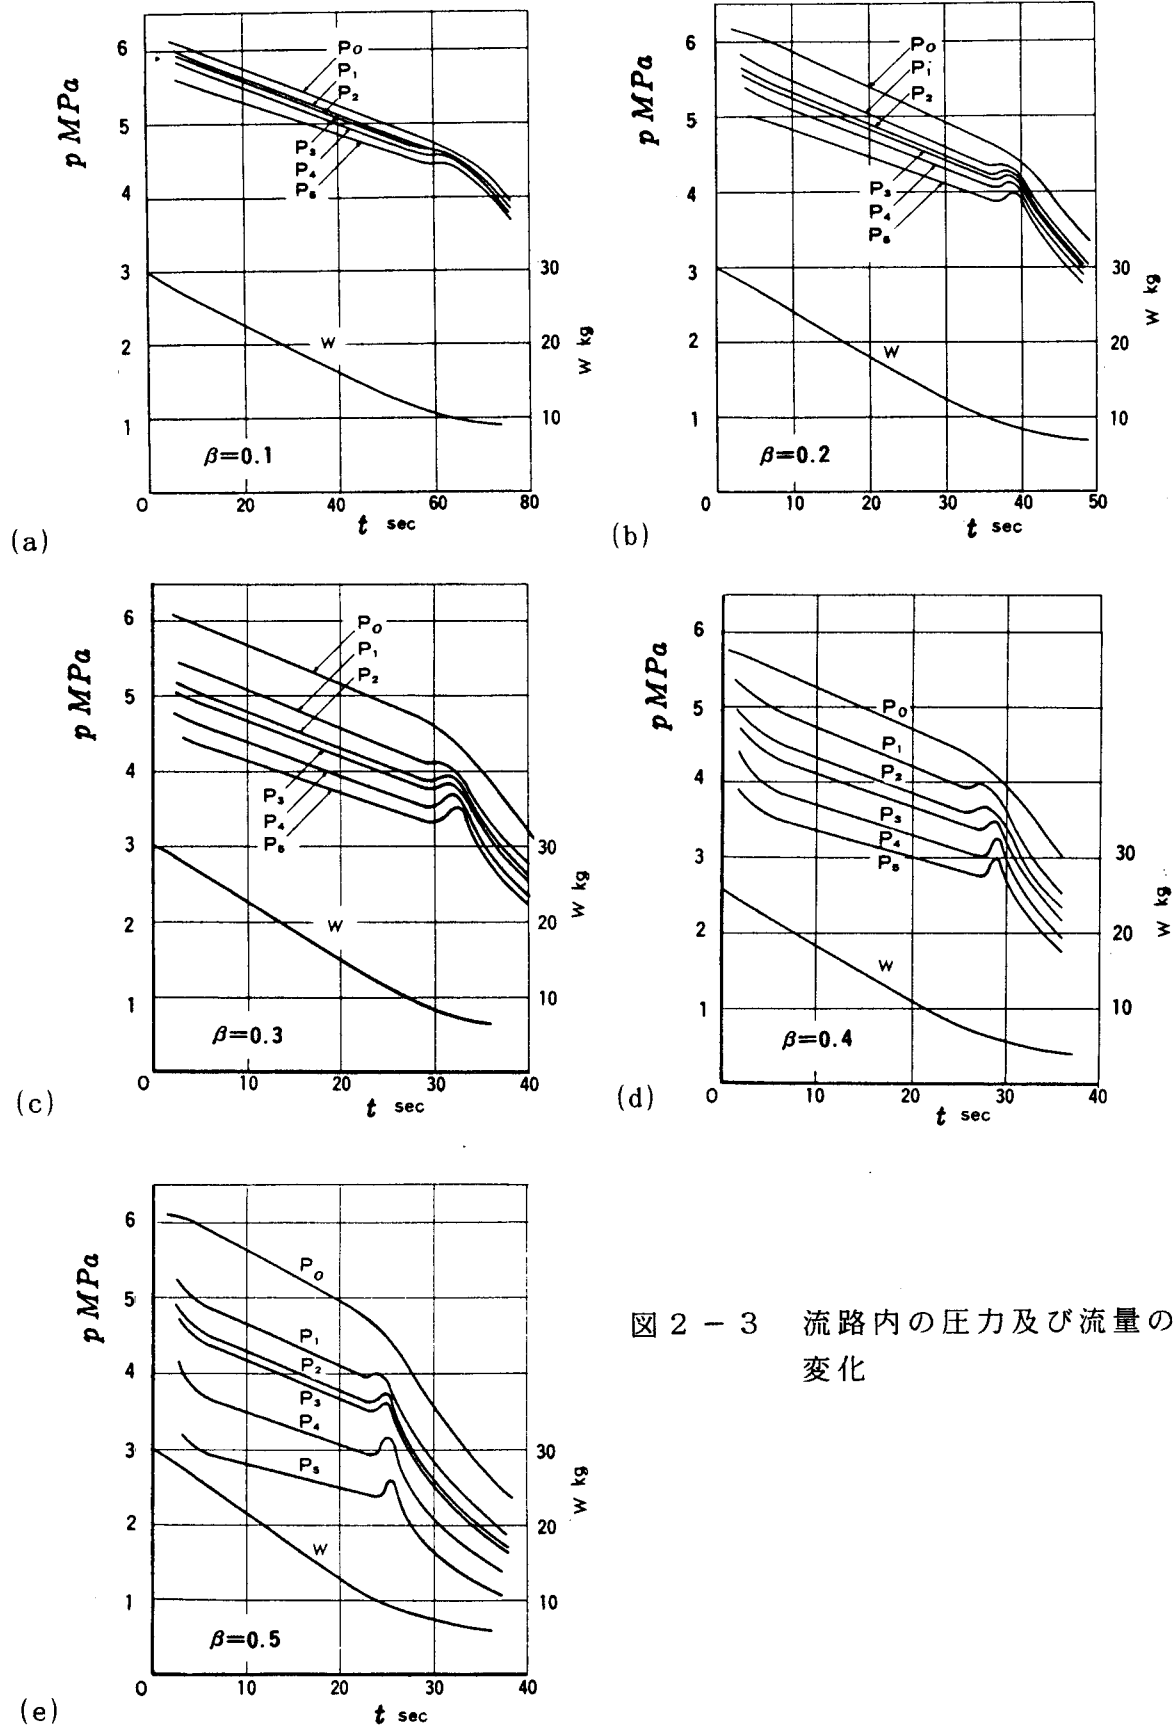 p MPa
6
5
4
3
2
1
P₀
P₁
P₂
P₃
P₄
P₅
W
30
20
10
W kg
β=0.1
0 20 40 60 80
t sec
(a)
p MPa
6
5
4
3
2
1
P₀
P₁
P₂
P₃
P₄
P₅
W
30
20
10
W kg
β=0.2
0 10 20 30 40 50
t sec
(b)
p MPa
6
5
4
3
2
1
P₀
P₁
P₂
P₃
P₄
P₅
W
30
20
10
W kg
β=0.3
0 10 20 30 40
t sec
(c)
p MPa
6
5
4
3
2
1
P₀
P₁
P₂
P₃
P₄
P₅
W
30
20
10
W kg
β=0.4
0 10 20 30 40
t sec
(d)
p MPa
6
5
4
3
2
1
P₀
P₁
P₂
P₃
P₄
P₅
W
30
20
10
W kg
β=0.5
0 10 20 30 40
t sec
(e)
図2-3 流路内の圧力及び流量の
変化